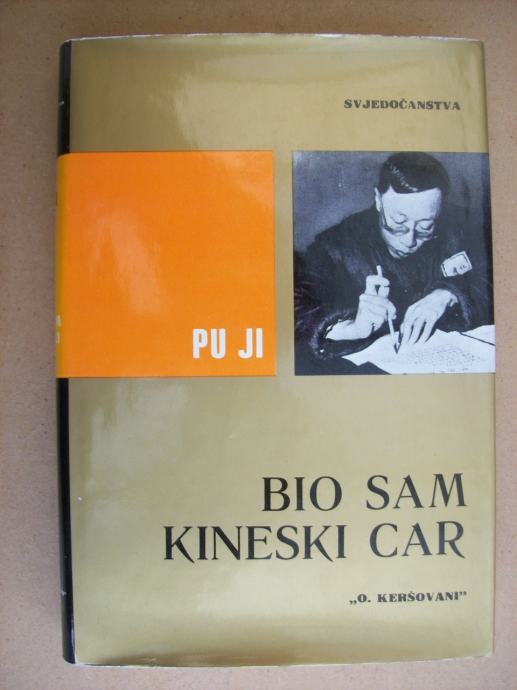 SVJEDOČANSTVA
PU JI
BIO SAM
KINESKI CAR
„O. KERŠOVANI”